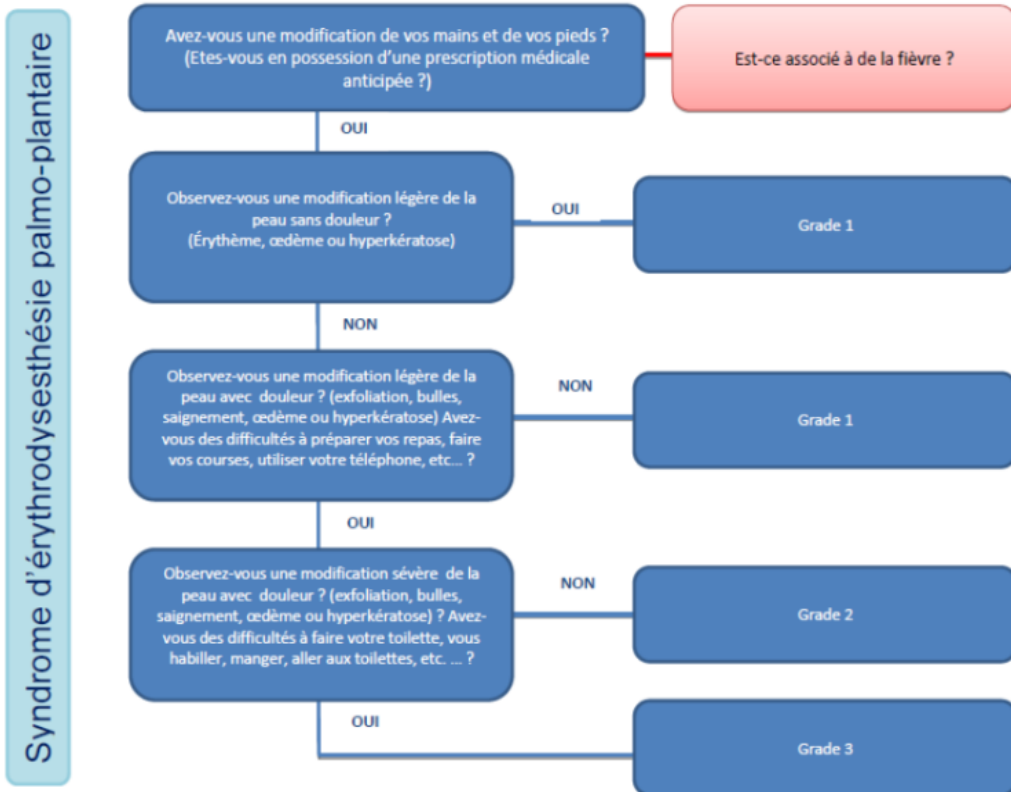 Syndrome d'érythrodysesthésie palmo-plantaire
Avez-vous une modification de vos mains et de vos pieds ?
(Etes-vous en possession d'une prescription médicale
anticipée ?)
Est-ce associé à de la fièvre ?
OUI
Observez-vous une modification légère de la
peau sans douleur ?
(Érythème, œdème ou hyperkératose)
OUI
Grade 1
NON
Observez-vous une modification légère de la
peau avec douleur ? (exfoliation, bulles,
saignement, œdème ou hyperkératose) Avez-
vous des difficultés à préparer vos repas, faire
vos courses, utiliser votre téléphone, etc... ?
NON
Grade 1
OUI
Observez-vous une modification sévère de la
peau avec douleur ? (exfoliation, bulles,
saignement, œdème ou hyperkératose) ? Avez-
vous des difficultés à faire votre toilette, vous
habiller, manger, aller aux toilettes, etc. ... ?
NON
Grade 2
OUI
Grade 3